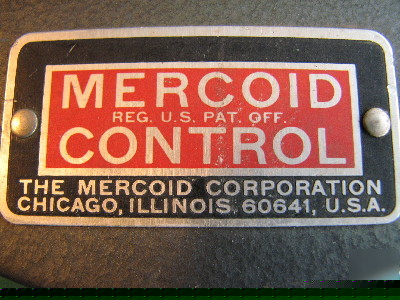 MERCOID
REG. U.S. PAT. OFF.
CONTROL
THE MERCOID CORPORATION
CHICAGO, ILLINOIS, 60641, U.S.A.